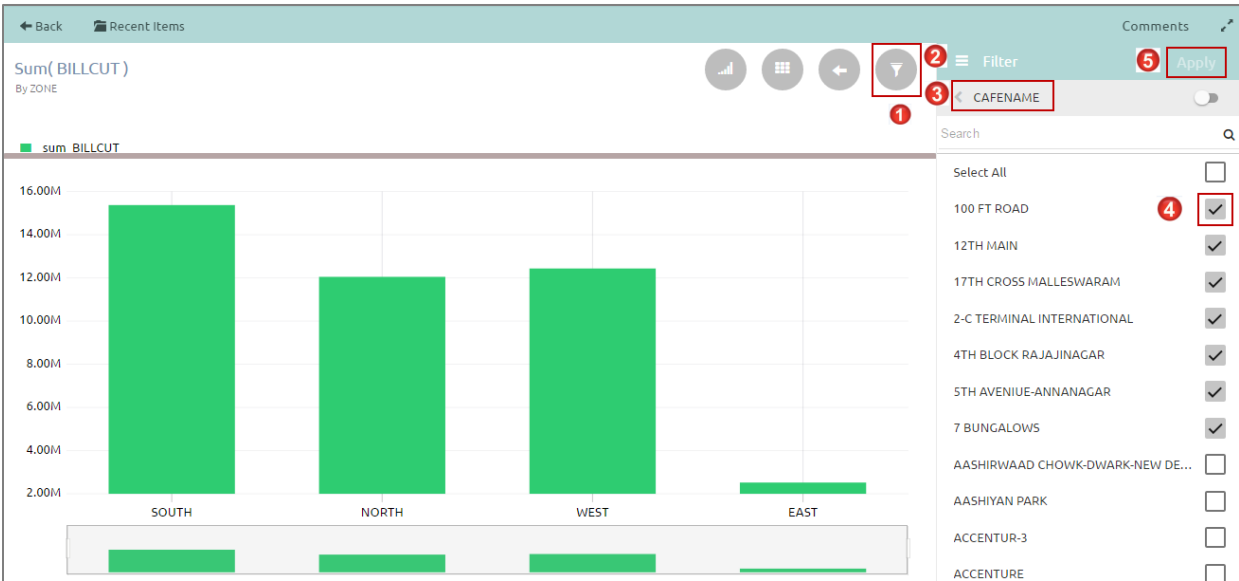 Back Recent Items Comments
Sum( BILLCUT )
By ZONE
1
2 Filter 5 Apply
3 CAFENAME
Search
sum_BILLCUT
16.00M
14.00M
12.00M
10.00M
8.00M
6.00M
4.00M
2.00M
SOUTH NORTH WEST EAST
Select All
100 FT ROAD 4
12TH MAIN
17TH CROSS MALLESWARAM
2-C TERMINAL INTERNATIONAL
4TH BLOCK RAJAJINAGAR
5TH AVENIUE-ANNANAGAR
7 BUNGALOWS
AASHIRWAAD CHOWK-DWARK-NEW DE...
AASHIYAN PARK
ACCENTUR-3
ACCENTURE